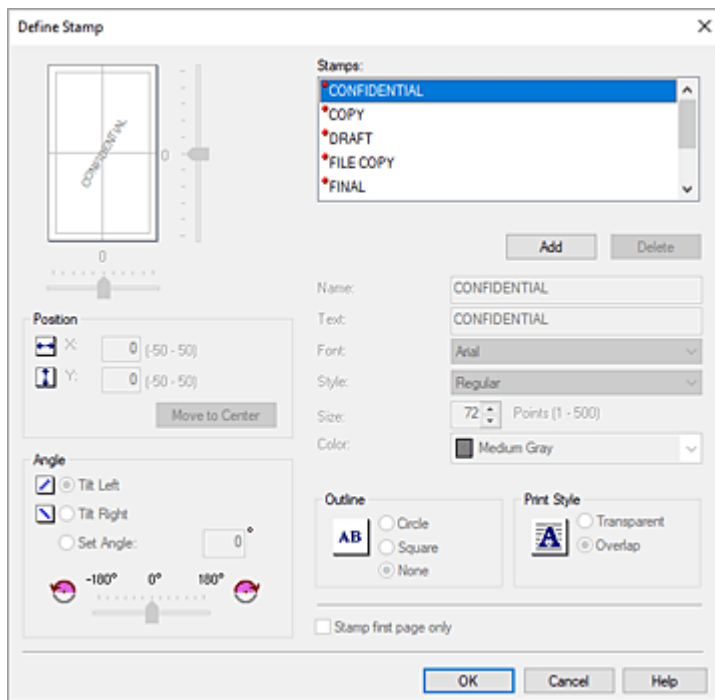 Define Stamp
CONFIDENTIAL
0
0
Position
X: 0 (-50 - 50)
Y: 0 (-50 - 50)
Move to Center
Angle
Tilt Left
Tilt Right
Set Angle: 0 °
-180° 0° 180°
Stamps:
CONFIDENTIAL
COPY
DRAFT
FILE COPY
FINAL
Add Delete
Name: CONFIDENTIAL
Text: CONFIDENTIAL
Font: Arial
Style: Regular
Size: 72 Points (1 - 500)
Color: Medium Gray
Outline
AB
Circle
Square
None
Print Style
A
Transparent
Overlap
Stamp first page only
OK Cancel Help